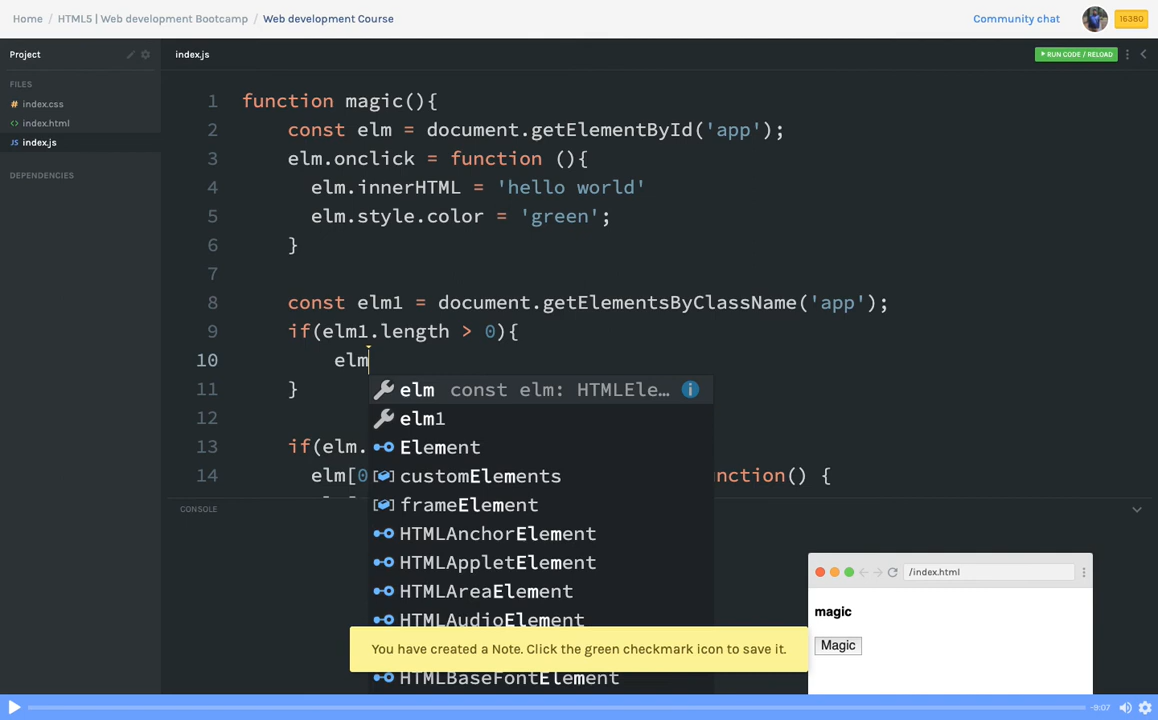 Home / HTML5 | Web development Bootcamp / Web development Course
Community chat
16380
Project
index.js
RUN CODE / RELOAD
FILES
# index.css
<> index.html
JS index.js
DEPENDENCIES
1 function magic(){
2 const elm = document.getElementById('app');
3 elm.onclick = function (){
4 elm.innerHTML = 'hello world'
5 elm.style.color = 'green';
6 }
7
8 const elm1 = document.getElementsByClassName('app');
9 if(elm1.length > 0){
10 elm
11 }
elm const elm: HTMLEle…
12
elm1
13 if(elm.
Element
14 elm[0 nction() {
customElements
frameElement
HTMLAnchorElement
HTMLAppletElement
HTMLAreaElement
HTMLAudioElement
HTMLBaseFontElement
CONSOLE
/index.html
magic
Magic
You have created a Note. Click the green checkmark icon to save it.
-9:07